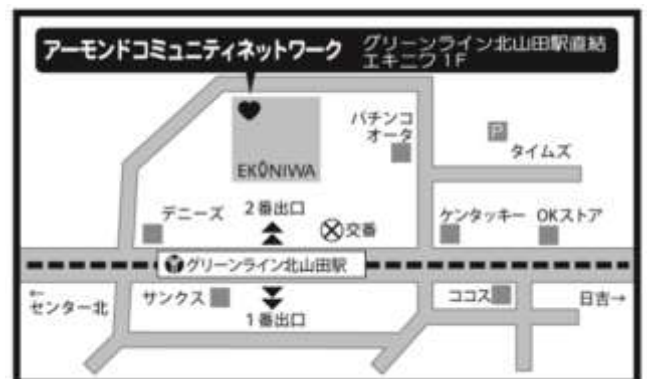 アーモンドコミュニティネットワーク
グリーンライン北山田駅直結
エキニワ 1F
パチンコ
オータ
P
タイムズ
EKINIWA
デニーズ
2番出口
交番
ケンタッキー
OKストア
グリーンライン北山田駅
←
センター北
サンクス
1番出口
ココス
日吉→